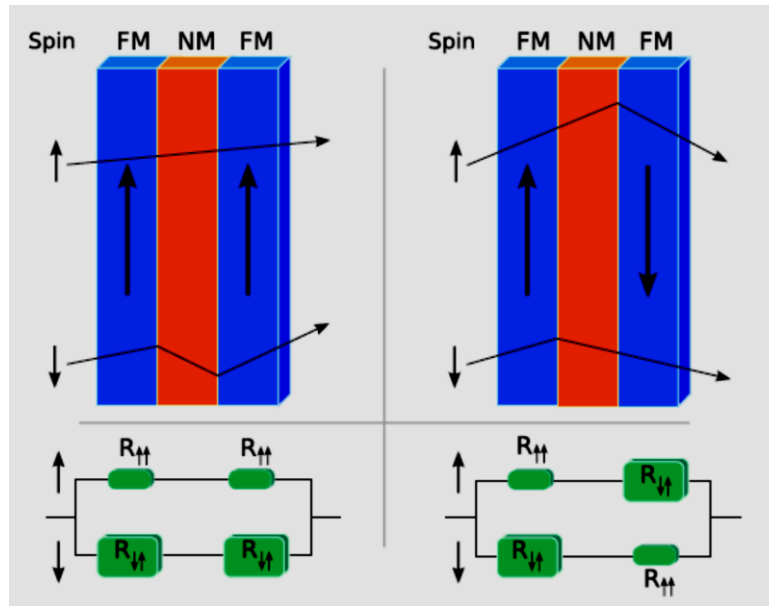 Spin FM NM FM
Spin FM NM FM
R↑↑ R↑↑
R↓↑ R↓↑
R↑↑ R↓↑
R↓↑ R↑↑